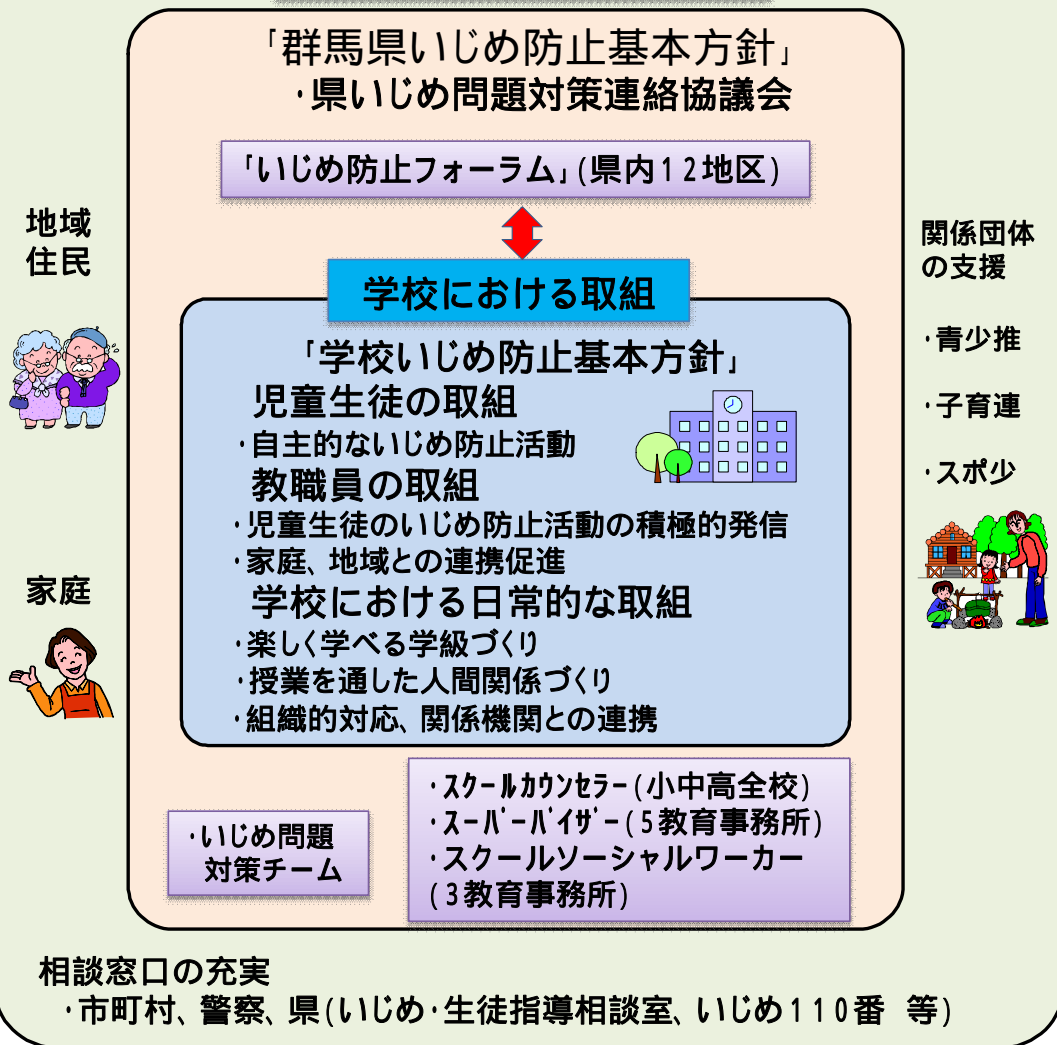 「群馬県いじめ防止基本方針」
・県いじめ問題対策連絡協議会
「いじめ防止フォーラム」(県内12地区)
地域
住民
関係団体
の支援
・青少推
・子育連
・スポ少
学校における取組
「学校いじめ防止基本方針」
児童生徒の取組
・自主的ないじめ防止活動
教職員の取組
・児童生徒のいじめ防止活動の積極的発信
・家庭、地域との連携促進
学校における日常的な取組
・楽しく学べる学級づくり
・授業を通した人間関係づくり
・組織的対応、関係機関との連携
家庭
・いじめ問題
対策チーム
・スクールカウンセラー(小中高全校)
・スーパーバイザー(5教育事務所)
・スクールソーシャルワーカー
(3教育事務所)
相談窓口の充実
・市町村、警察、県(いじめ・生徒指導相談室、いじめ110番 等)